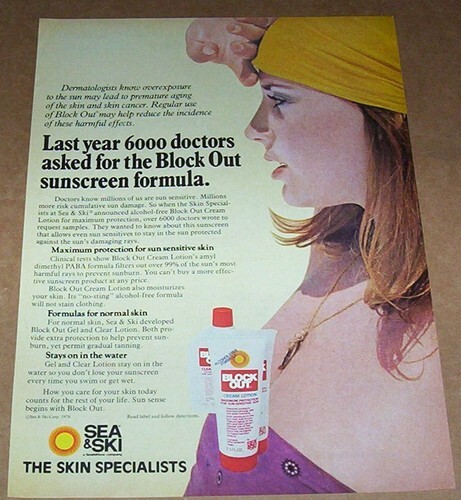 Dermatologists know overexposure
to the sun may lead to premature aging
of the skin and skin cancer. Regular use
of Block Out® may help reduce the incidence
of these harmful effects.
Last year 6000 doctors
asked for the Block Out
sunscreen formula.
Doctors know millions of us are sun sensitive. Millions
more risk cumulative sun damage. So when the Skin Special-
ists at Sea & Ski® announced alcohol-free Block Out Cream
Lotion for maximum protection, over 6000 doctors wrote to
request samples. They wanted to know about this sunscreen
that allows even sun sensitives to stay in the sun protected
against the sun's damaging rays.
Maximum protection for sun sensitive skin
Clinical tests show Block Out Cream Lotion's amyl
dimethyl PABA formula filters out over 99% of the sun's most
harmful rays to prevent sunburn. You can't buy a more effec-
tive sunscreen product at any price.
Block Out Cream Lotion also moisturizes
your skin. Its "no-sting" alcohol-free formula
will not stain clothing.
Formulas for normal skin
For normal skin, Sea & Ski developed
Block Out Gel and Clear Lotion. Both pro-
vide extra protection to help prevent sun-
burn, yet permit gradual tanning.
Stays on in the water
Gel and Clear Lotion stay on in the
water so you don't lose your sunscreen
every time you swim or get wet.
How you care for your skin today
counts for the rest of your life. Sun sense
begins with Block Out.
©Sea & Ski Corp. 1976 Read label and follow directions.
SEA
& SKI
a company
THE SKIN SPECIALISTS
BLOCK
OUT
CREAM LOTION
MAXIMUM PROTECTION
FOR SUN-SENSITIVE SKIN